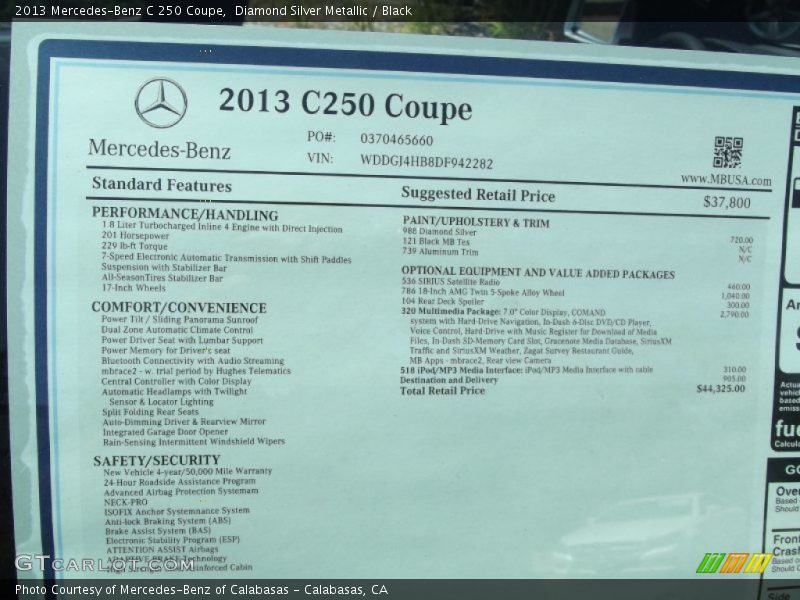 2013 Mercedes-Benz C 250 Coupe, Diamond Silver Metallic / Black
2013 C250 Coupe
Mercedes-Benz
PO#: 0370465660
VIN: WDDGJ4HB8DF942282
www.MBUSA.com
Standard Features
PERFORMANCE/HANDLING
1.8 Liter Turbocharged Inline 4 Engine with Direct Injection
201 Horsepower
229 lb-ft Torque
7-Speed Electronic Automatic Transmission with Shift Paddles
Suspension with Stabilizer Bar
All-SeasonTires Stabilizer Bar
17-Inch Wheels
COMFORT/CONVENIENCE
Power Tilt / Sliding Panorama Sunroof
Dual Zone Automatic Climate Control
Power Driver Seat with Lumbar Support
Power Memory for Driver's seat
Bluetooth Connectivity with Audio Streaming
mbrace2 - w. trial period by Hughes Telematics
Central Controller with Color Display
Automatic Headlamps with Twilight
Sensor & Locator Lighting
Split Folding Rear Seats
Auto-Dimming Driver & Rearview Mirror
Integrated Garage Door Opener
Rain-Sensing Intermittent Windshield Wipers
SAFETY/SECURITY
New Vehicle 4-year/50,000 Mile Warranty
24-Hour Roadside Assistance Program
Advanced Airbag Protection Systemam
NECK-PRO
ISOFIX Anchor Systemnance System
Anti-lock Braking System (ABS)
Brake Assist System (BAS)
Electronic Stability Program (ESP)
ATTENTION ASSIST Airbags
ADAPTIVE BRAKE Technology
High Strength Steel Reinforced Cabin
Suggested Retail Price $37,800
PAINT/UPHOLSTERY & TRIM
988 Diamond Silver 720.00
121 Black MB Tex N/C
739 Aluminum Trim N/C
OPTIONAL EQUIPMENT AND VALUE ADDED PACKAGES
536 SIRIUS Satellite Radio 460.00
786 18-Inch AMG Twin 5-Spoke Alloy Wheel 1,040.00
104 Rear Deck Spoiler 300.00
320 Multimedia Package: 7.0" Color Display, COMAND 2,790.00
system with Hard-Drive Navigation, In-Dash 6-Disc DVD/CD Player,
Voice Control, Hard-Drive with Music Register for Download of Media
Files, In-Dash SD-Memory Card Slot, Gracenote Media Database, SiriusXM
Traffic and SiriusXM Weather, Zagat Survey Restaurant Guide,
MB Apps - mbrace2, Rear view Camera
518 iPod/MP3 Media Interface: iPod/MP3 Media Interface with cable 310.00
Destination and Delivery 905.00
Total Retail Price $44,325.00
GTCARLOT.COM
Photo Courtesy of Mercedes-Benz of Calabasas - Calabasas, CA